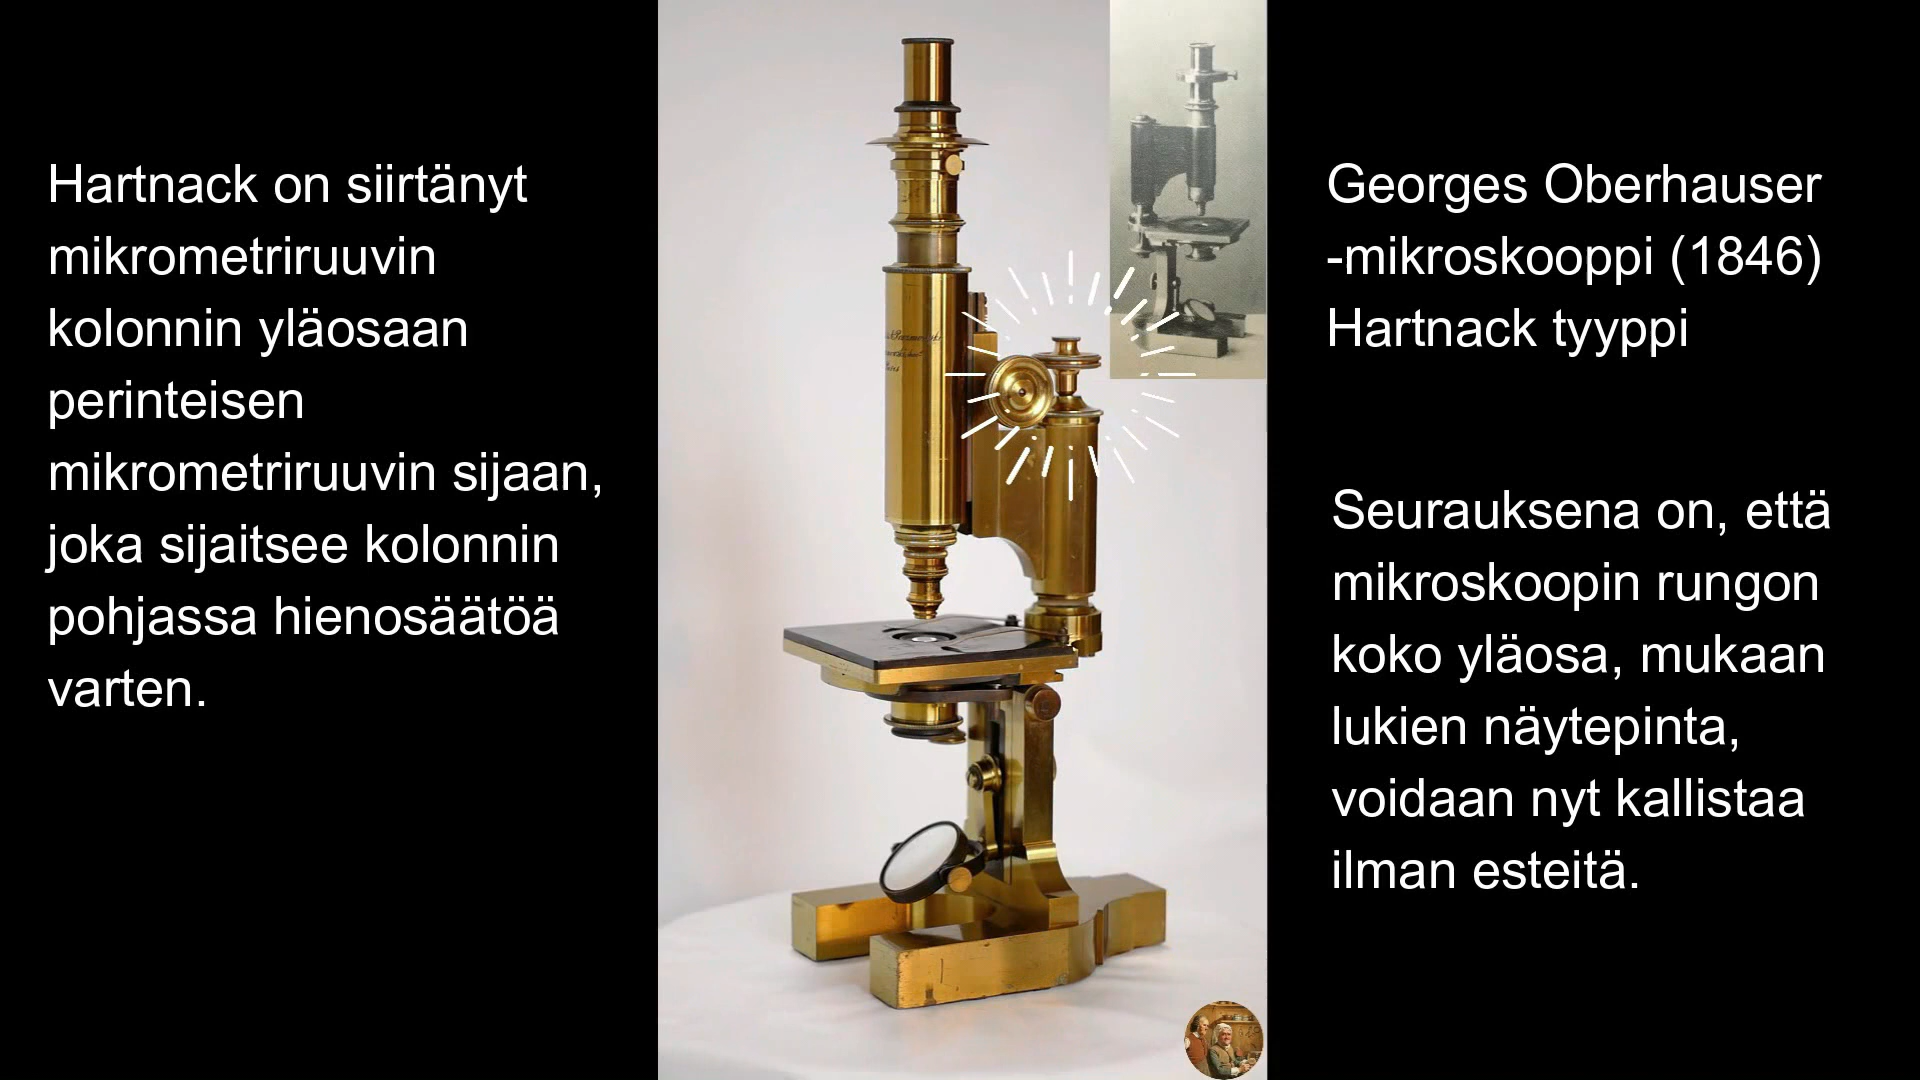 Hartnack on siirtänyt
mikrometriruuvin
kolonnin yläosaan
perinteisen
mikrometriruuvin sijaan,
joka sijaitsee kolonnin
pohjassa hienosäätöä
varten.
Georges Oberhauser
-mikroskooppi (1846)
Hartnack tyyppi
Seurauksena on, että
mikroskoopin rungon
koko yläosa, mukaan
lukien näytepinta,
voidaan nyt kallistaa
ilman esteitä.